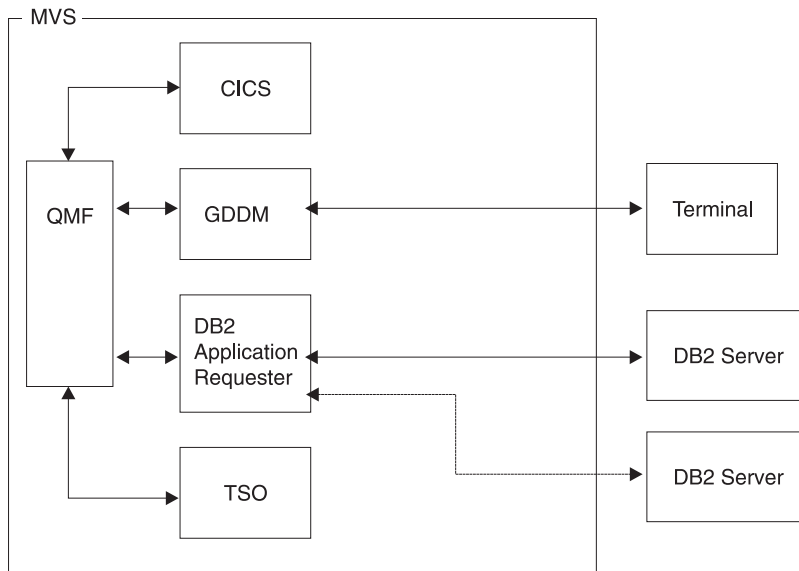 MVS
CICS
QMF
GDDM
Terminal
DB2
Application
Requester
DB2 Server
DB2 Server
TSO